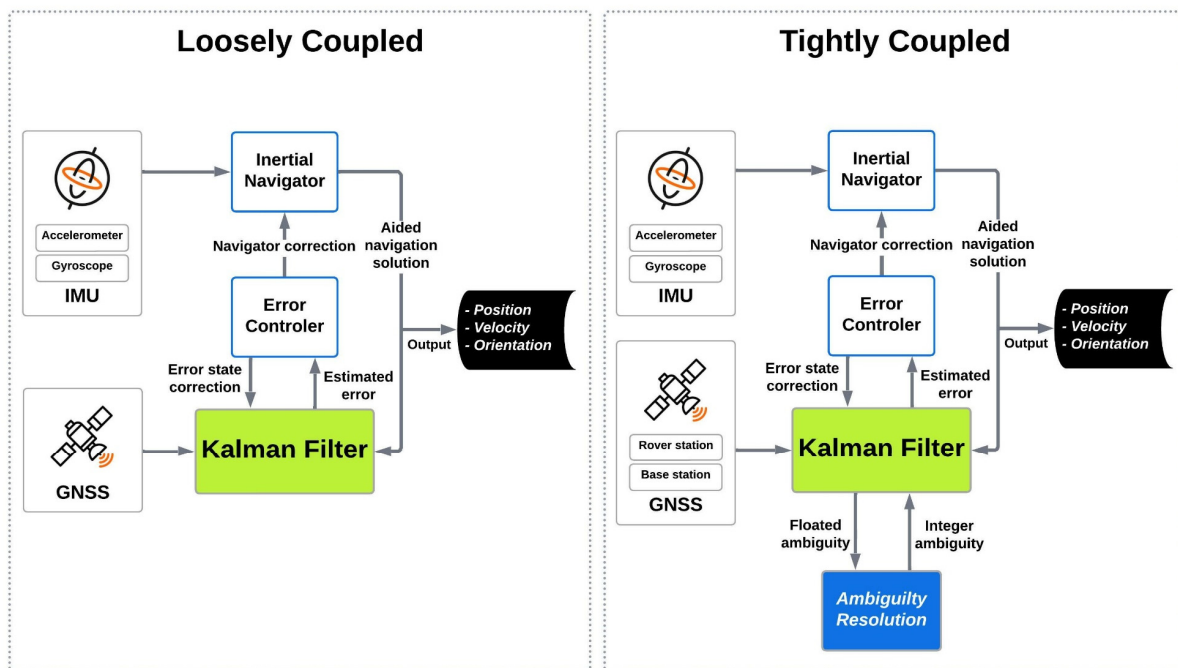 Loosely Coupled
Inertial
Navigator
Accelerometer
Gyroscope
IMU
Navigator correction
Aided
navigation
solution
Error
Controler
- Position
- Velocity
- Orientation
Output
Error state
correction
Estimated
error
Kalman Filter
GNSS
Tightly Coupled
Inertial
Navigator
Accelerometer
Gyroscope
IMU
Navigator correction
Aided
navigation
solution
Error
Controler
- Position
- Velocity
- Orientation
Output
Error state
correction
Estimated
error
Rover station
Base station
GNSS
Kalman Filter
Floated
ambiguity
Integer
ambiguity
Ambiguilty
Resolution